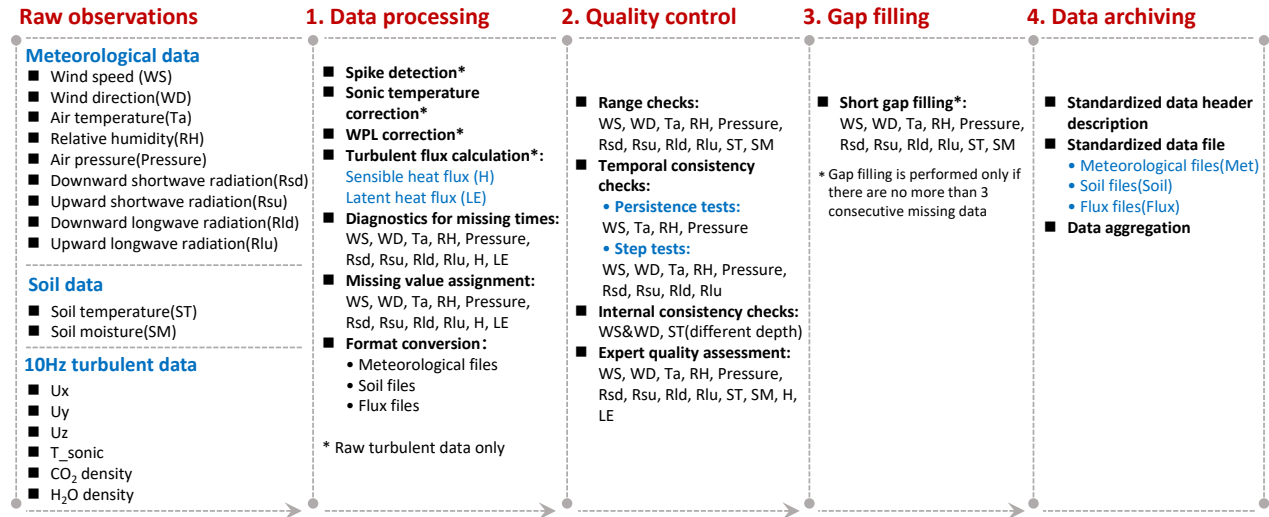 Raw observations
Meteorological data
■ Wind speed (WS)
■ Wind direction(WD)
■ Air temperature(Ta)
■ Relative humidity(RH)
■ Air pressure(Pressure)
■ Downward shortwave radiation(Rsd)
■ Upward shortwave radiation(Rsu)
■ Downward longwave radiation(Rld)
■ Upward longwave radiation(Rlu)
Soil data
■ Soil temperature(ST)
■ Soil moisture(SM)
10Hz turbulent data
■ Ux
■ Uy
■ Uz
■ T_sonic
■ CO₂ density
■ H₂O density
1. Data processing
■ Spike detection*
■ Sonic temperature
correction*
■ WPL correction*
■ Turbulent flux calculation*:
Sensible heat flux (H)
Latent heat flux (LE)
■ Diagnostics for missing times:
WS, WD, Ta, RH, Pressure,
Rsd, Rsu, Rld, Rlu, H, LE
■ Missing value assignment:
WS, WD, Ta, RH, Pressure,
Rsd, Rsu, Rld, Rlu, H, LE
■ Format conversion：
• Meteorological files
• Soil files
• Flux files
* Raw turbulent data only
2. Quality control
■ Range checks:
WS, WD, Ta, RH, Pressure,
Rsd, Rsu, Rld, Rlu, ST, SM
■ Temporal consistency
checks:
• Persistence tests:
WS, Ta, RH, Pressure
• Step tests:
WS, WD, Ta, RH, Pressure,
Rsd, Rsu, Rld, Rlu
■ Internal consistency checks:
WS&WD, ST(different depth)
■ Expert quality assessment:
WS, WD, Ta, RH, Pressure,
Rsd, Rsu, Rld, Rlu, ST, SM, H,
LE
3. Gap filling
■ Short gap filling*:
WS, WD, Ta, RH, Pressure,
Rsd, Rsu, Rld, Rlu, ST, SM
* Gap filling is performed only if
there are no more than 3
consecutive missing data
4. Data archiving
■ Standardized data header
description
■ Standardized data file
• Meteorological files(Met)
• Soil files(Soil)
• Flux files(Flux)
■ Data aggregation